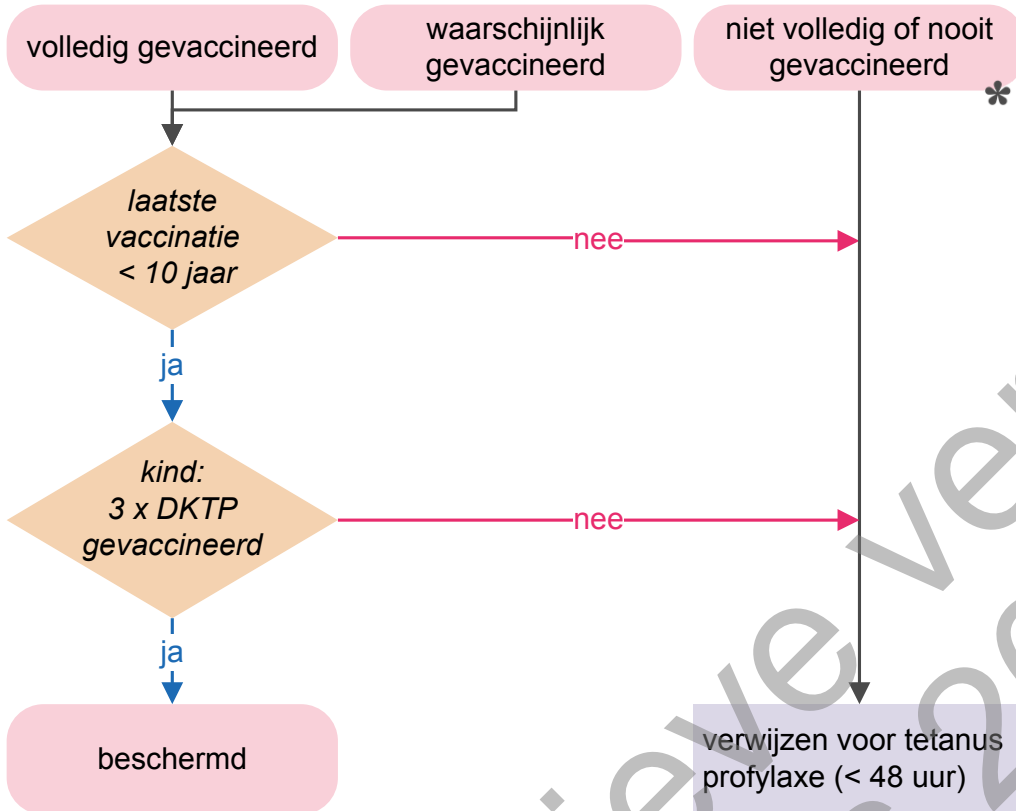 volledig gevaccineerd
waarschijnlijk
gevaccineerd
niet volledig of nooit
gevaccineerd
*
laatste
vaccinatie
< 10 jaar
nee
ja
kind:
3 x DKTP
gevaccineerd
nee
ja
beschermd
verwijzen voor tetanus
profylaxe (< 48 uur)